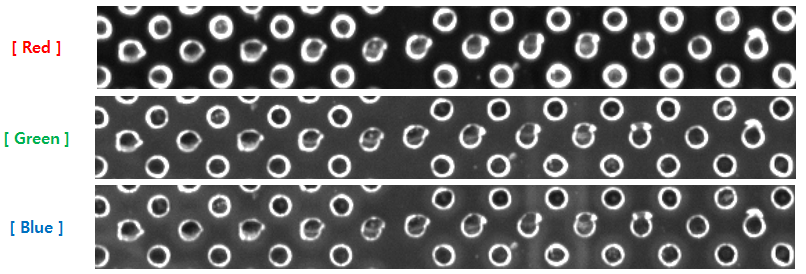 [ Red ]
[ Green ]
[ Blue ]